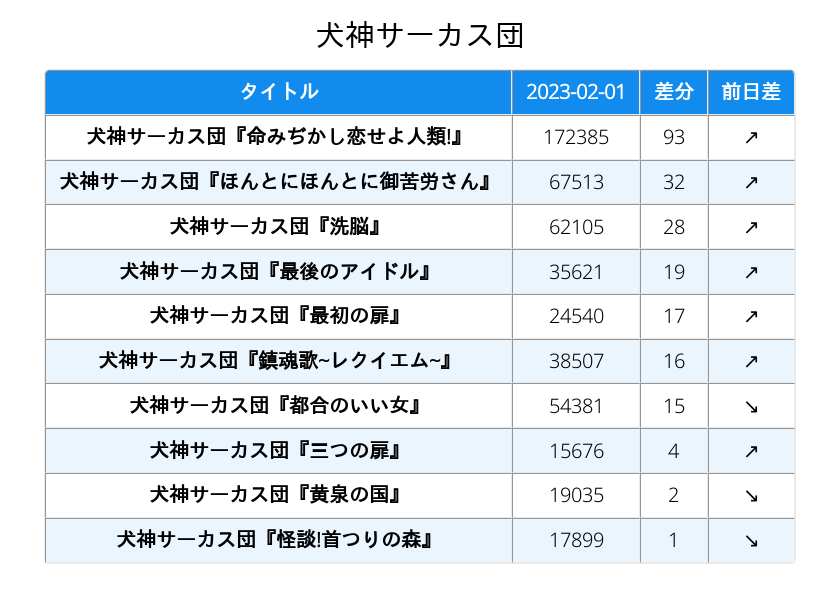 犬神サーカス団
タイトル 2023-02-01 差分 前日差
犬神サーカス団『命みぢかし恋せよ人類!』 172385 93 ↗
犬神サーカス団『ほんとにほんとに御苦労さん』 67513 32 ↗
犬神サーカス団『洗脳』 62105 28 ↗
犬神サーカス団『最後のアイドル』 35621 19 ↗
犬神サーカス団『最初の扉』 24540 17 ↗
犬神サーカス団『鎮魂歌~レクイエム~』 38507 16 ↗
犬神サーカス団『都合のいい女』 54381 15 ↘
犬神サーカス団『三つの扉』 15676 4 ↗
犬神サーカス団『黄泉の国』 19035 2 ↘
犬神サーカス団『怪談!首つりの森』 17899 1 ↘